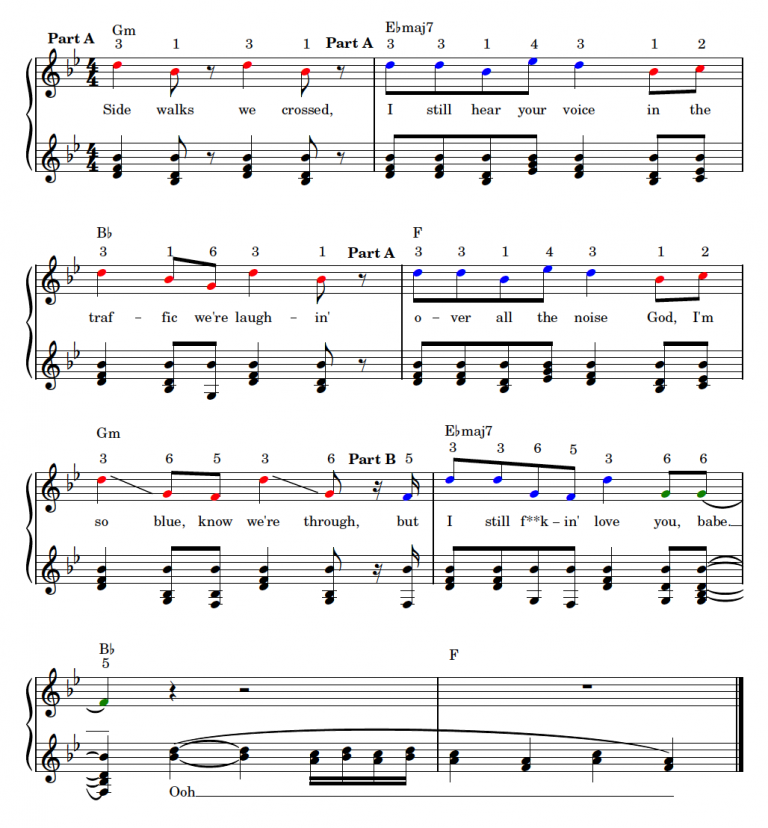 Gm E♭maj7
Part A 3 1 3 1 Part A 3 3 1 4 3 1 2
4
4
Side walks we crossed, I still hear your voice in the
4
4
B♭ F
3 1 6 3 1 Part A 3 3 1 4 3 1 2
traf – fic we're laugh – in' o – ver all the noise God, I'm
Gm E♭maj7
3 6 5 3 6 Part B 5 3 3 6 5 3 6 6
so blue, know we're through, but I still f**k – in' love you, babe.
B♭ F
5
Ooh